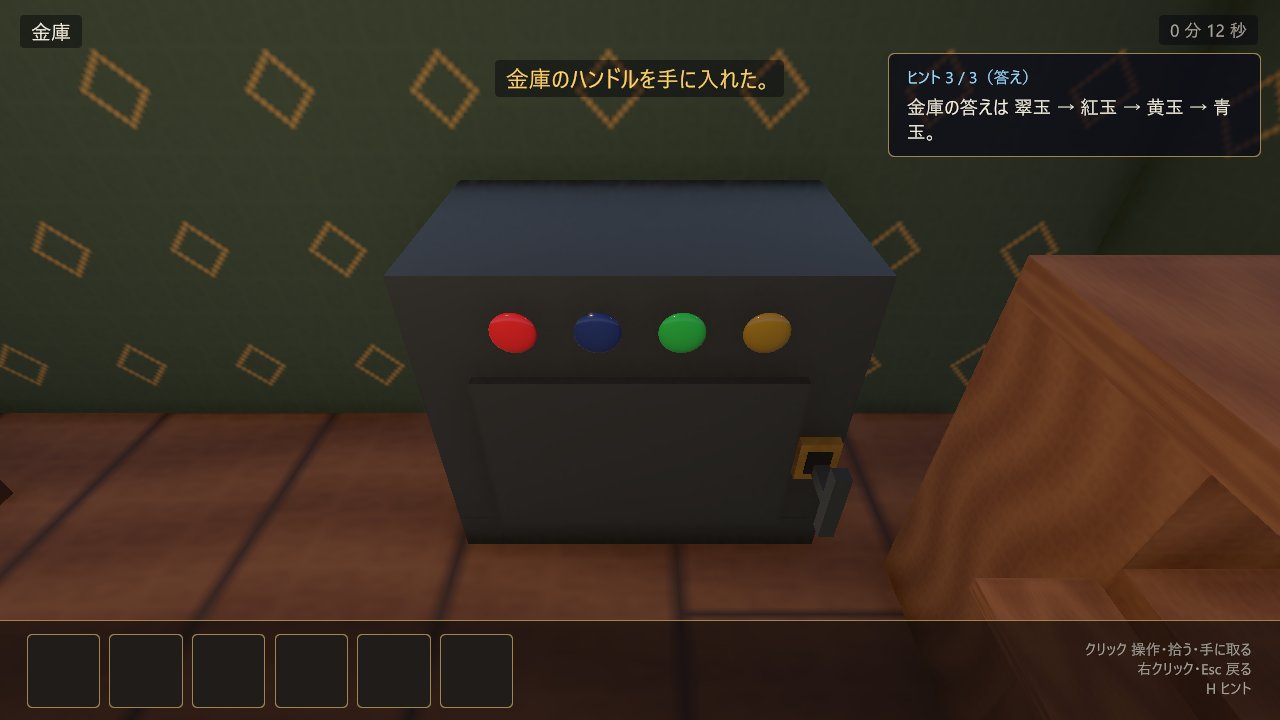 金庫
0 分 12 秒
金庫のハンドルを手に入れた。
ヒント 3 / 3（答え）
金庫の答えは 翠玉 → 紅玉 → 黄玉 → 青
玉。
クリック 操作・拾う・手に取る
右クリック・Esc 戻る
H ヒント